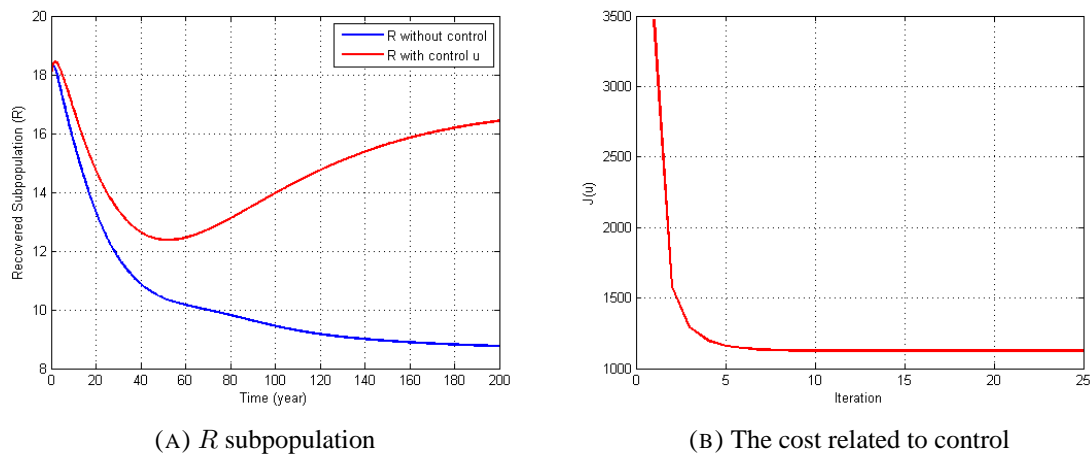 20
18
16
14
12
10
8
Recovered Subpopulation (R)
R without control
R with control u
0 20 40 60 80 100 120 140 160 180 200
Time (year)
(A) R subpopulation
3500
3000
2500
2000
1500
1000
J(u)
0 5 10 15 20 25
Iteration
(B) The cost related to control